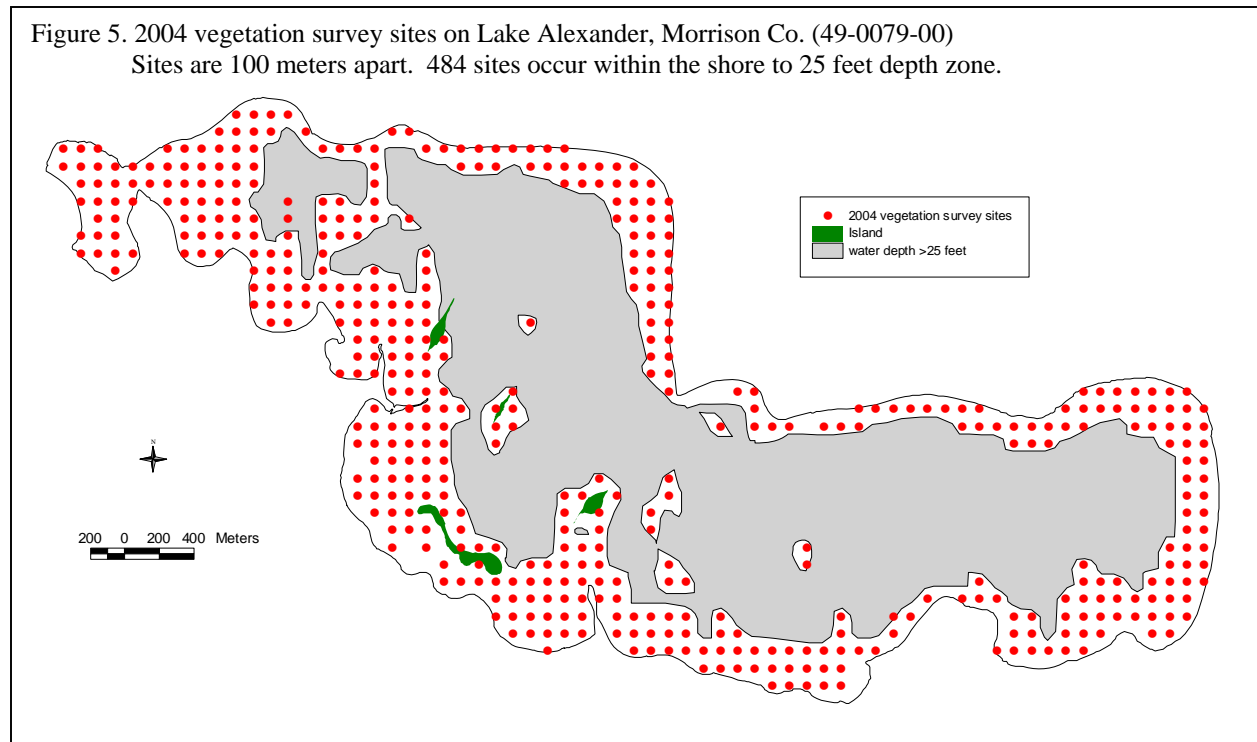 Figure 5. 2004 vegetation survey sites on Lake Alexander, Morrison Co. (49-0079-00)
Sites are 100 meters apart.  484 sites occur within the shore to 25 feet depth zone.
2004 vegetation survey sites
Island
water depth >25 feet
N
200 0 200 400 Meters